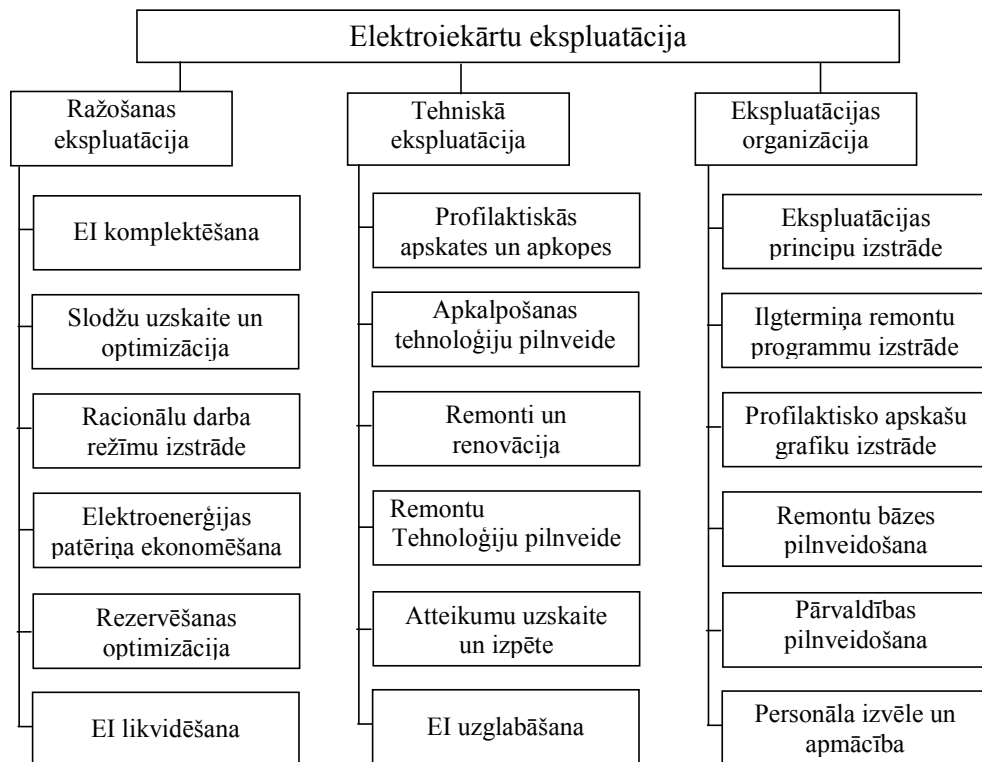 Elektroiekārtu ekspluatācija
Ražošanas
ekspluatācija
EI komplektēšana
Slodžu uzskaite un
optimizācija
Racionālu darba
režīmu izstrāde
Elektroenerģijas
patēriņa ekonomēšana
Rezervēšanas
optimizācija
EI likvidēšana
Tehniskā
ekspluatācija
Profilaktiskās
apskates un apkopes
Apkalpošanas
tehnoloģiju pilnveide
Remonti un
renovācija
Remontu
Tehnoloģiju pilnveide
Atteikumu uzskaite
un izpēte
EI uzglabāšana
Ekspluatācijas
organizācija
Ekspluatācijas
principu izstrāde
Ilgtermiņa remontu
programmu izstrāde
Profilaktisko apskašu
grafiku izstrāde
Remontu bāzes
pilnveidošana
Pārvaldības
pilnveidošana
Personāla izvēle un
apmācība